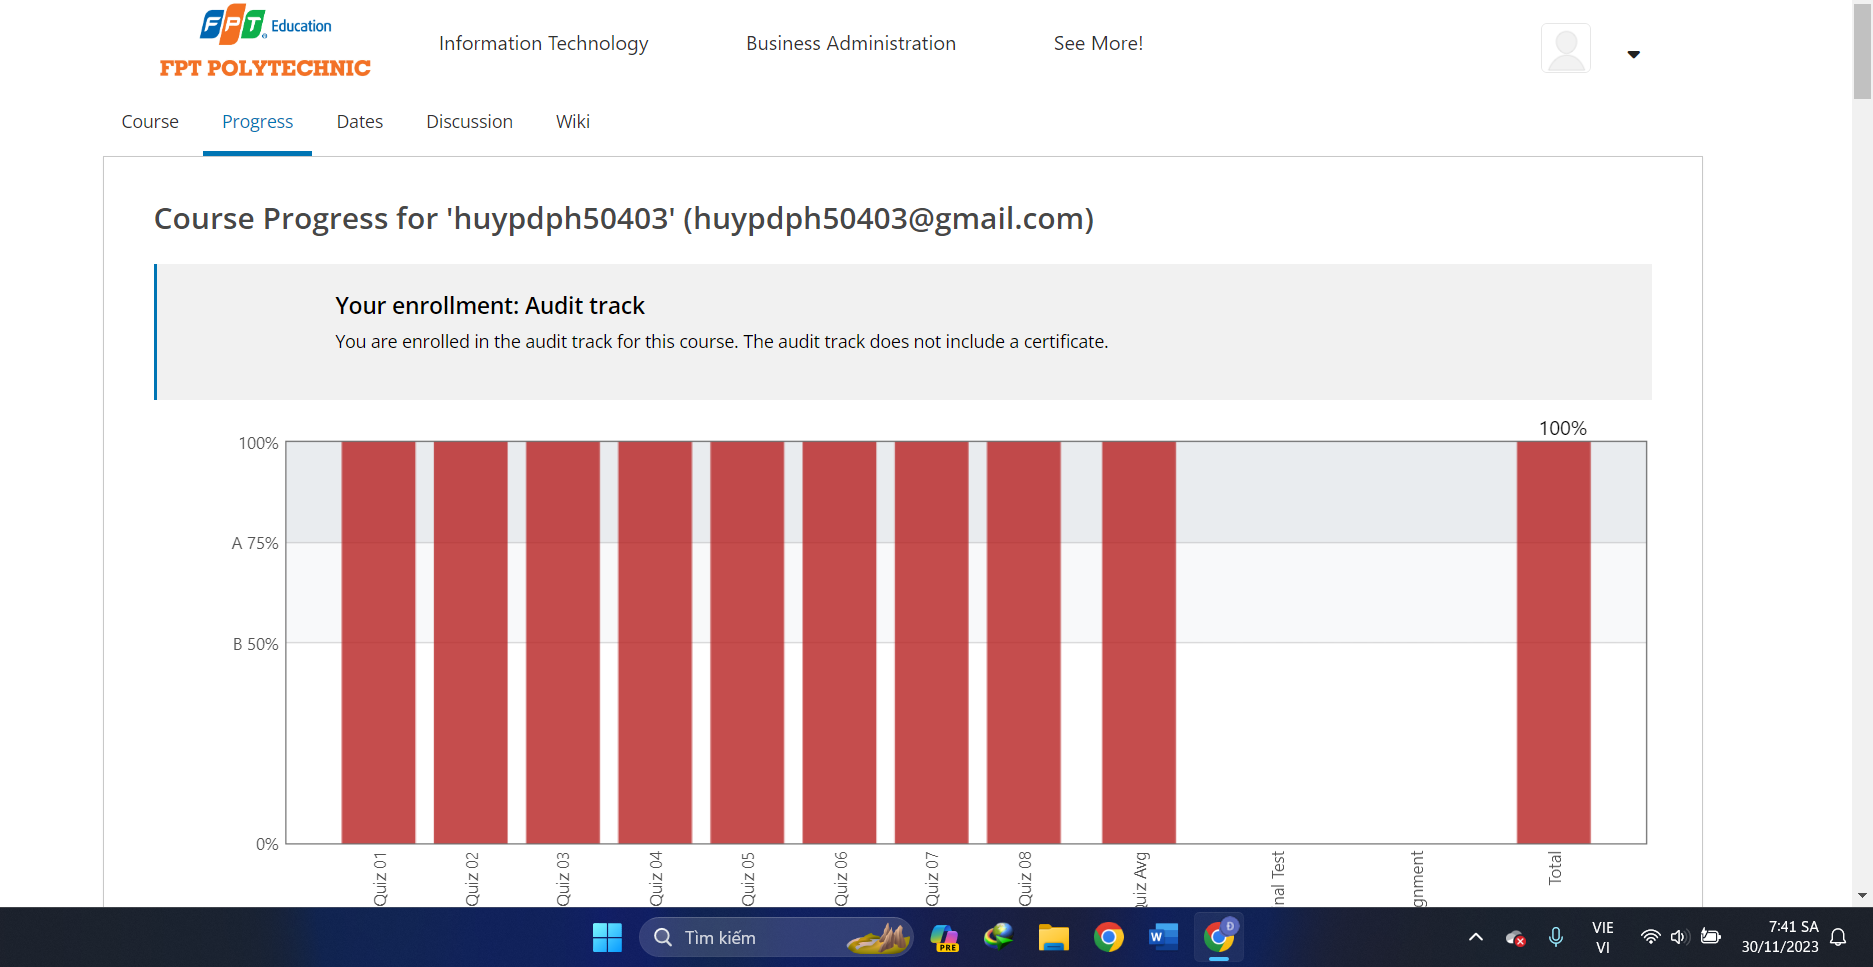 FPT Education
FPT POLYTECHNIC
Information Technology
Business Administration
See More!
Course
Progress
Dates
Discussion
Wiki
Course Progress for 'huypdph50403' (huypdph50403@gmail.com)
Your enrollment: Audit track
You are enrolled in the audit track for this course. The audit track does not include a certificate.
100%
100%
A 75%
B 50%
0%
Quiz 01
Quiz 02
Quiz 03
Quiz 04
Quiz 05
Quiz 06
Quiz 07
Quiz 08
uiz Avg
nal Test
gnment
Total
Tìm kiếm
PRE
W
Đ
VIE
VI
7:41 SA
30/11/2023